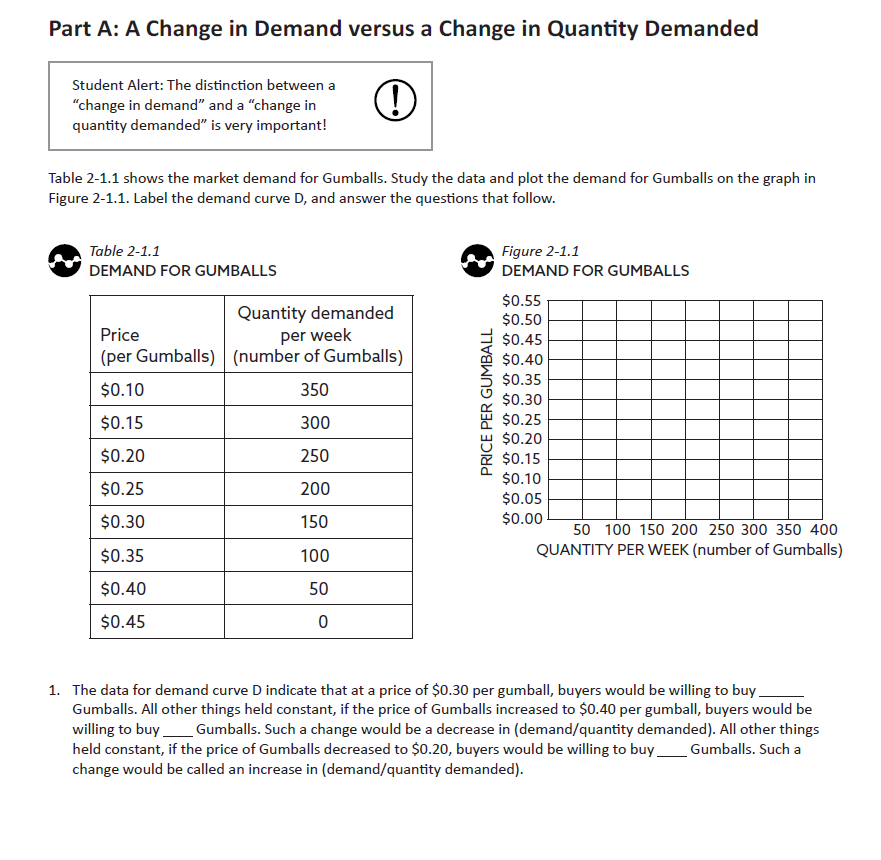 Part A: A Change in Demand versus a Change in Quantity Demanded
Student Alert: The distinction between a
“change in demand” and a “change in
quantity demanded” is very important!
!
Table 2-1.1 shows the market demand for Gumballs. Study the data and plot the demand for Gumballs on the graph in
Figure 2-1.1. Label the demand curve D, and answer the questions that follow.
Table 2-1.1
DEMAND FOR GUMBALLS
Price
(per Gumballs)
Quantity demanded
per week
(number of Gumballs)
$0.10 350
$0.15 300
$0.20 250
$0.25 200
$0.30 150
$0.35 100
$0.40 50
$0.45 0
Figure 2-1.1
DEMAND FOR GUMBALLS
PRICE PER GUMBALL
$0.55
$0.50
$0.45
$0.40
$0.35
$0.30
$0.25
$0.20
$0.15
$0.10
$0.05
$0.00
50 100 150 200 250 300 350 400
QUANTITY PER WEEK (number of Gumballs)
1. The data for demand curve D indicate that at a price of $0.30 per gumball, buyers would be willing to buy ______
Gumballs. All other things held constant, if the price of Gumballs increased to $0.40 per gumball, buyers would be
willing to buy ____ Gumballs. Such a change would be a decrease in (demand/quantity demanded). All other things
held constant, if the price of Gumballs decreased to $0.20, buyers would be willing to buy ____ Gumballs. Such a
change would be called an increase in (demand/quantity demanded).